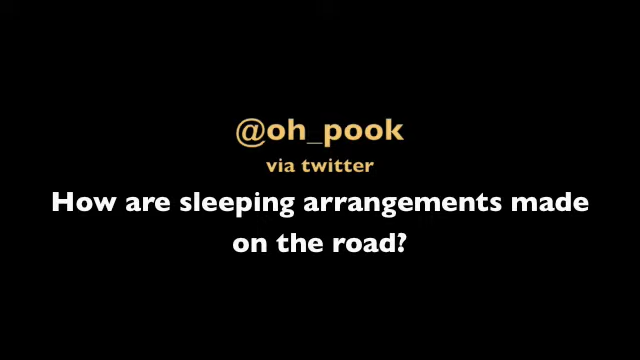 @oh_pook
via twitter
How are sleeping arrangements made
on the road?